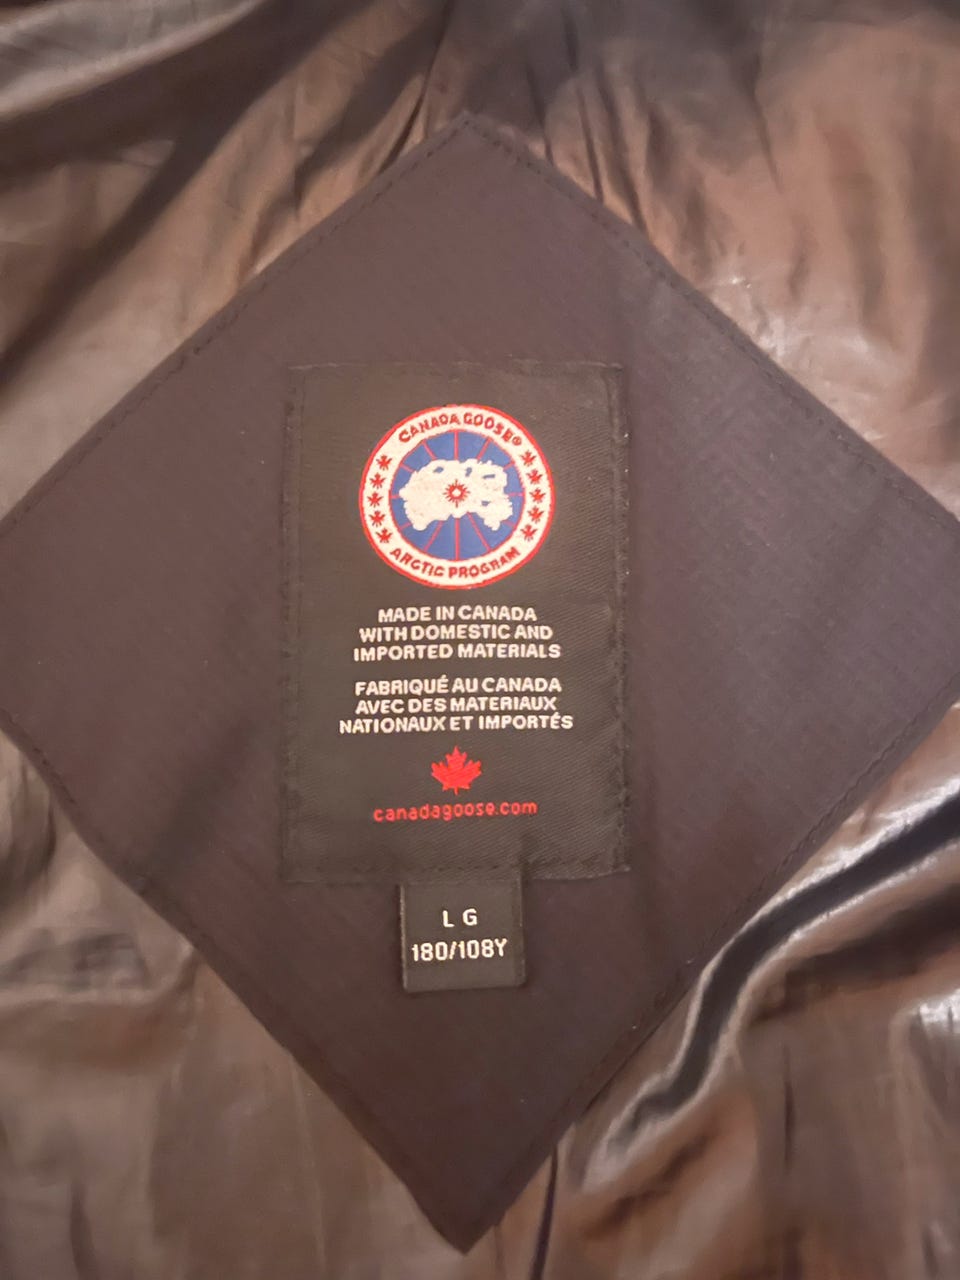 CANADA GOOSE®
ARCTIC PROGRAM
MADE IN CANADA
WITH DOMESTIC AND
IMPORTED MATERIALS
FABRIQUÉ AU CANADA
AVEC DES MATERIAUX
NATIONAUX ET IMPORTÉS
canadagoose.com
LG
180/108Y